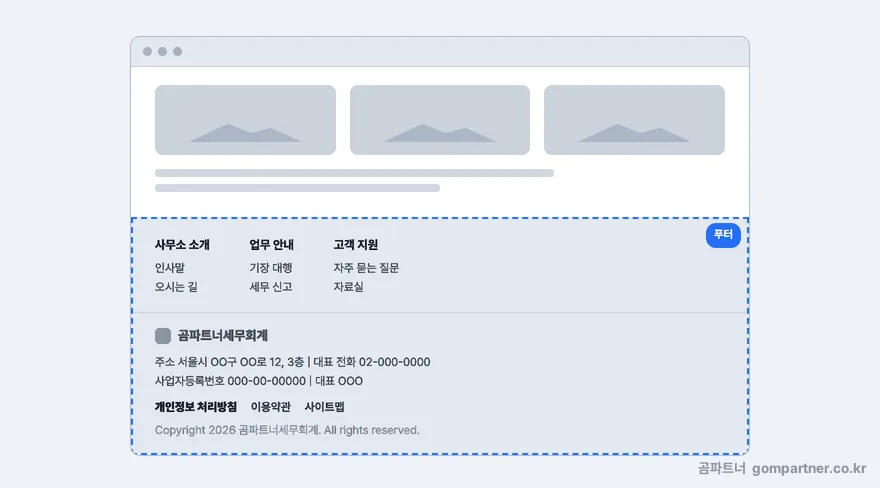 푸터
사무소 소개 업무 안내 고객 지원
인사말 기장 대행 자주 묻는 질문
오시는 길 세무 신고 자료실
곰파트너세무회계
주소 서울시 OO구 OO로 12, 3층 | 대표 전화 02-000-0000
사업자등록번호 000-00-00000 | 대표 OOO
개인정보 처리방침 이용약관 사이트맵
Copyright 2026 곰파트너세무회계. All rights reserved.
곰파트너 gompartner.co.kr